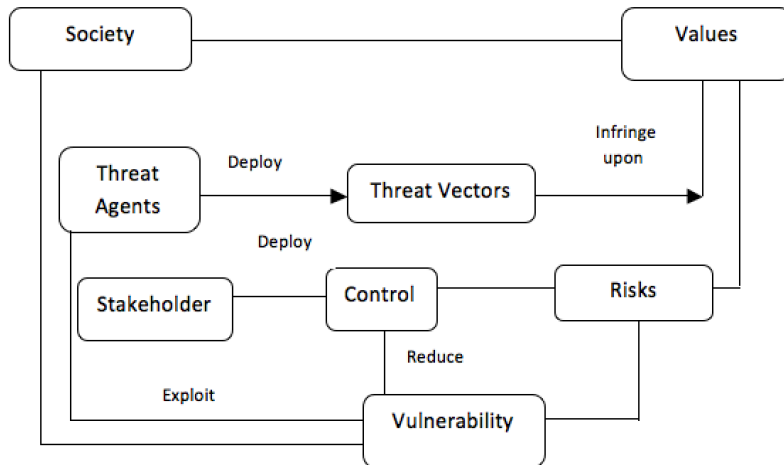 Society
Values
Infringe
upon
Threat
Agents
Deploy
Threat Vectors
Deploy
Stakeholder
Control
Risks
Reduce
Exploit
Vulnerability